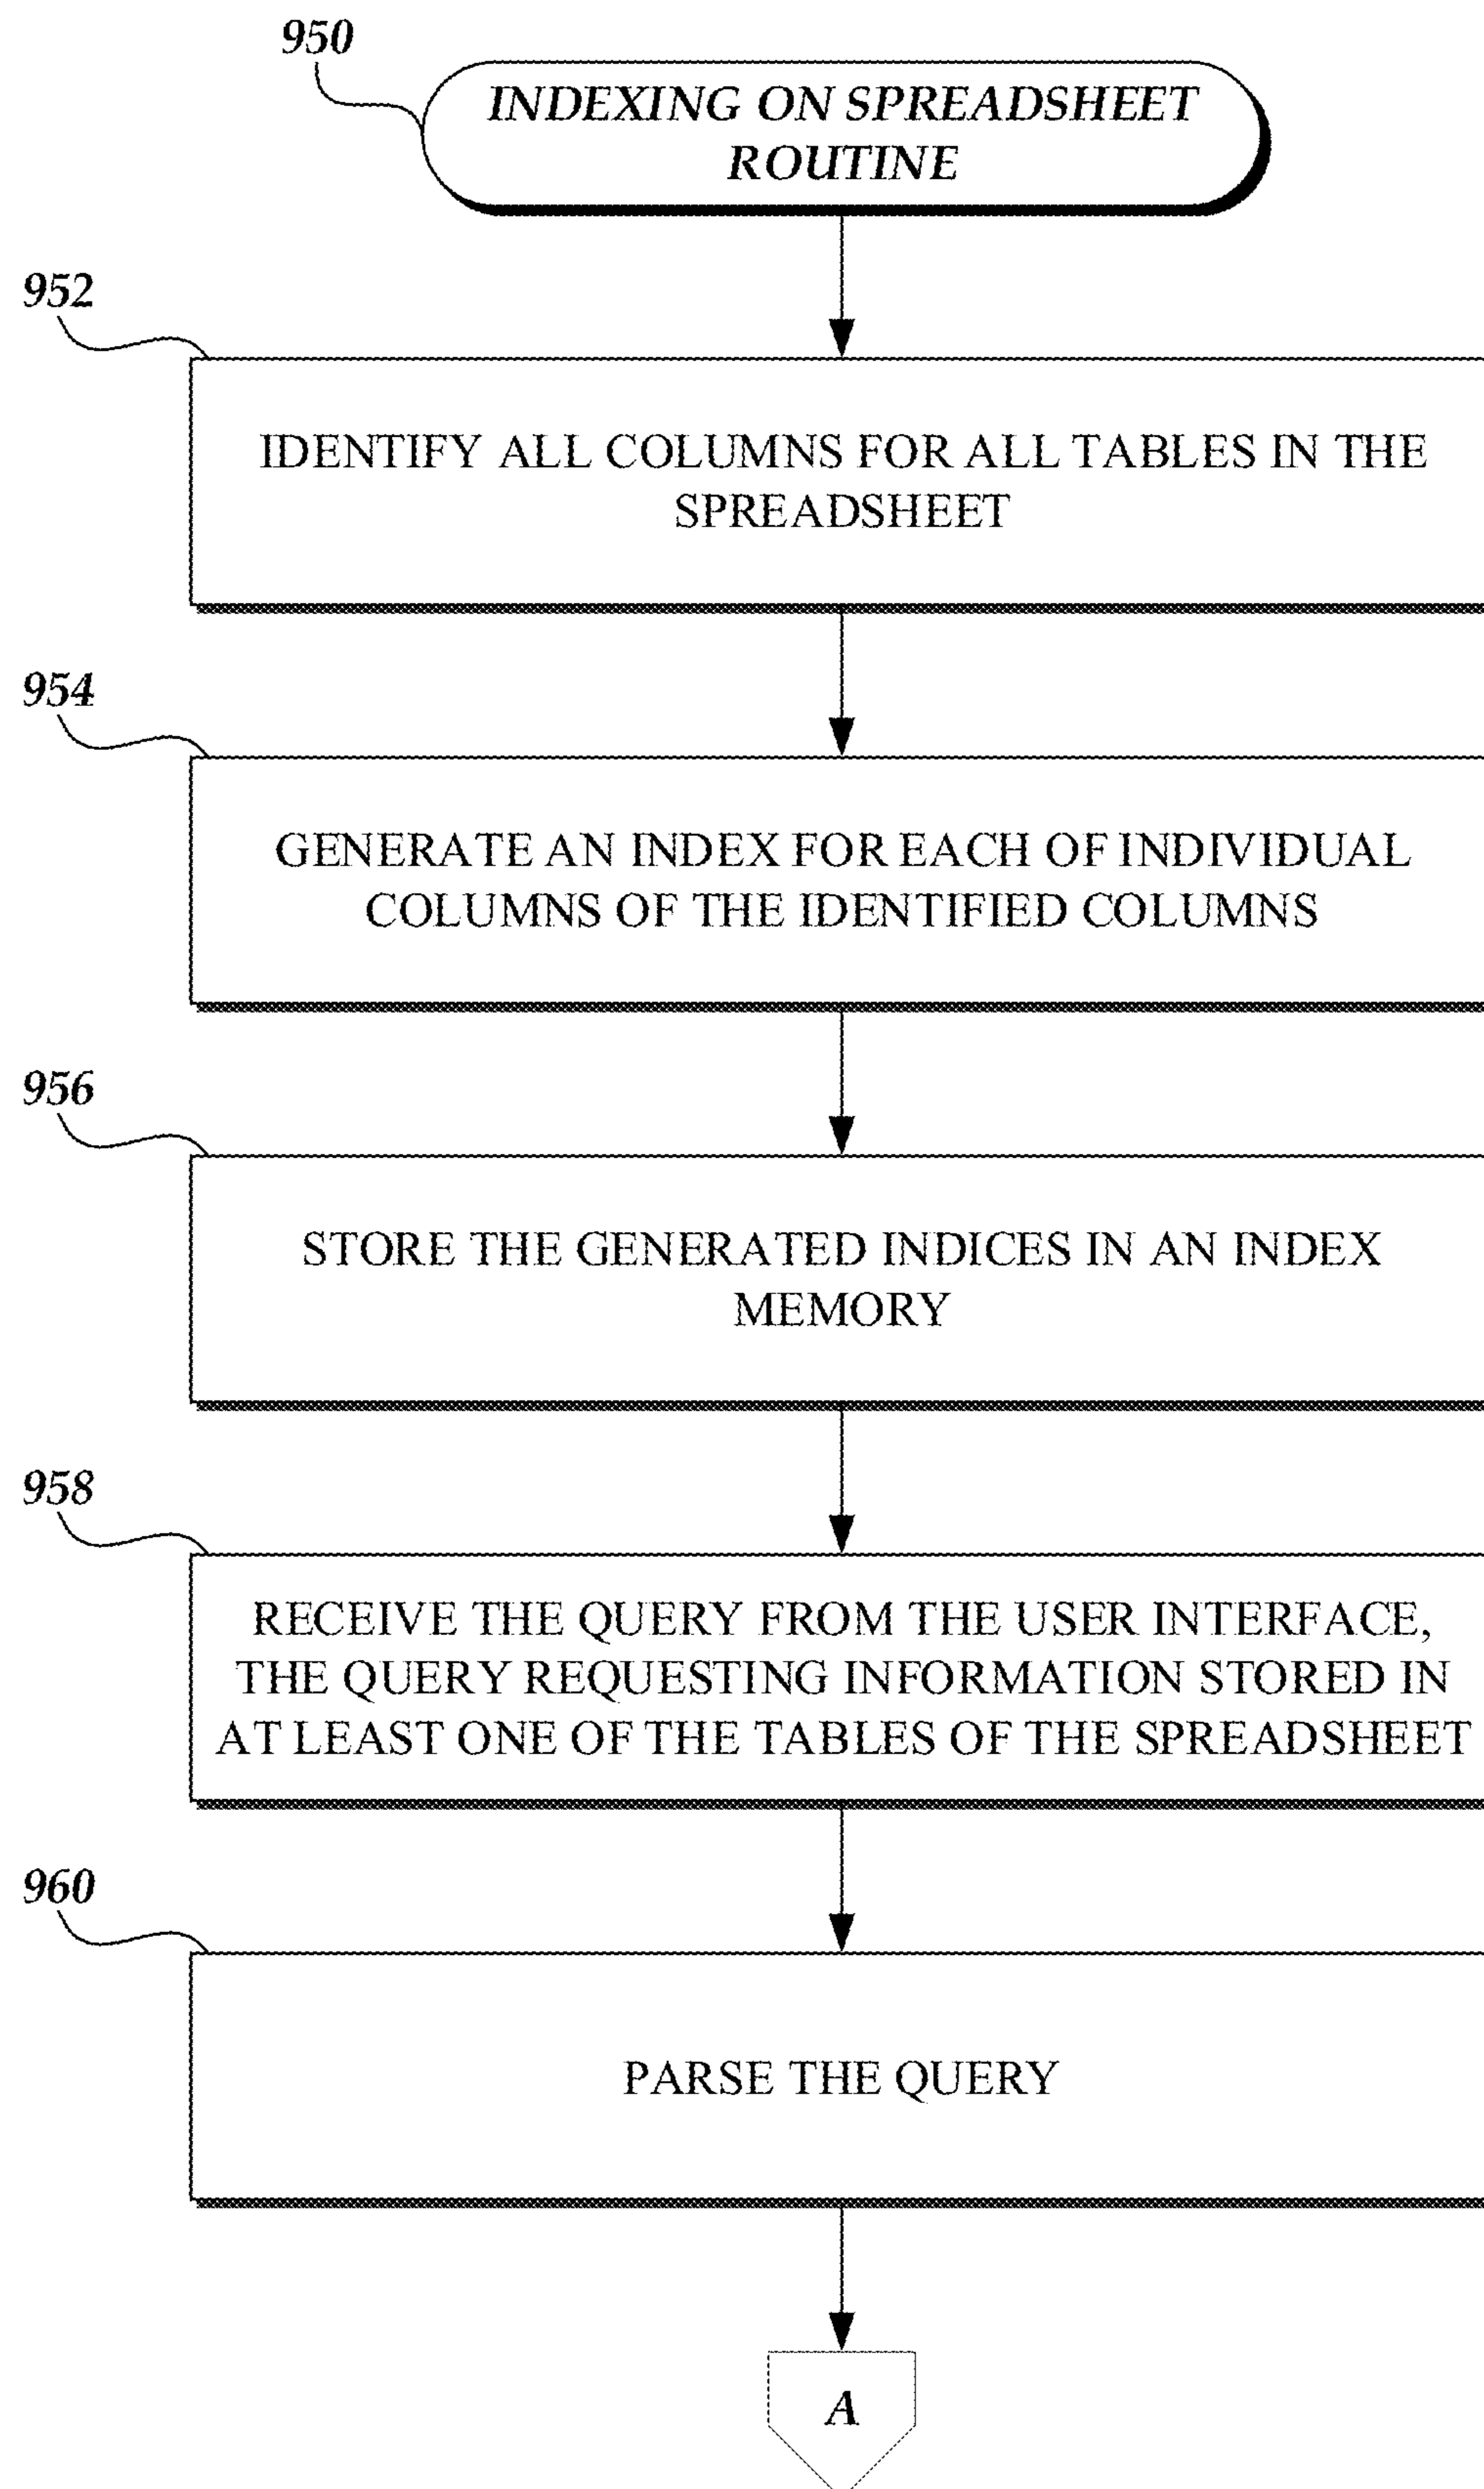 950
INDEXING ON SPREADSHEET
ROUTINE
952
IDENTIFY ALL COLUMNS FOR ALL TABLES IN THE
SPREADSHEET
954
GENERATE AN INDEX FOR EACH OF INDIVIDUAL
COLUMNS OF THE IDENTIFIED COLUMNS
956
STORE THE GENERATED INDICES IN AN INDEX
MEMORY
958
RECEIVE THE QUERY FROM THE USER INTERFACE,
THE QUERY REQUESTING INFORMATION STORED IN
AT LEAST ONE OF THE TABLES OF THE SPREADSHEET
960
PARSE THE QUERY
A